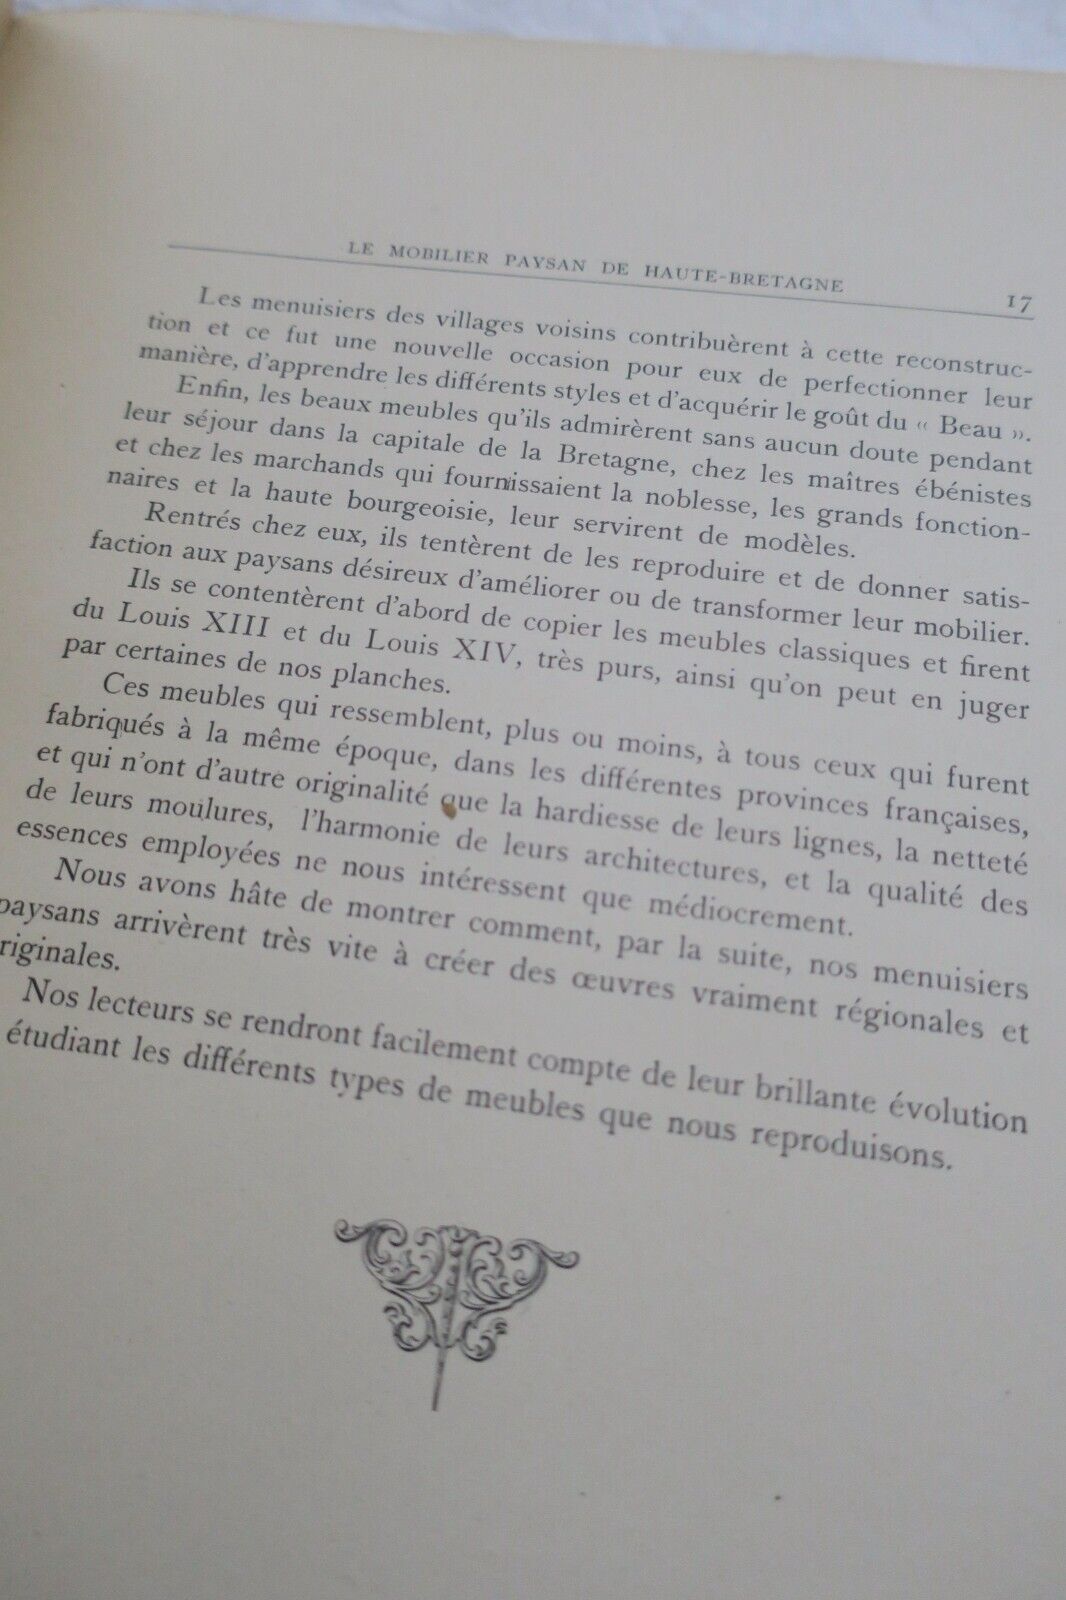 LE MOBILIER PAYSAN DE HAUTE-BRETAGNE 17
Les menuisiers des villages voisins contribuèrent à cette reconstruc-
tion et ce fut une nouvelle occasion pour eux de perfectionner leur
manière, d'apprendre les différents styles et d'acquérir le goût du « Beau ».
Enfin, les beaux meubles qu'ils admirèrent sans aucun doute pendant
leur séjour dans la capitale de la Bretagne, chez les maîtres ébénistes
et chez les marchands qui fournissaient la noblesse, les grands fonction-
naires et la haute bourgeoisie, leur servirent de modèles.
Rentrés chez eux, ils tentèrent de les reproduire et de donner satis-
faction aux paysans désireux d'améliorer ou de transformer leur mobilier.
Ils se contentèrent d'abord de copier les meubles classiques et firent
du Louis XIII et du Louis XIV, très purs, ainsi qu'on peut en juger
par certaines de nos planches.
Ces meubles qui ressemblent, plus ou moins, à tous ceux qui furent
fabriqués à la même époque, dans les différentes provinces françaises,
et qui n'ont d'autre originalité que la hardiesse de leurs lignes, la netteté
de leurs moulures, l'harmonie de leurs architectures, et la qualité des
essences employées ne nous intéressent que médiocrement.
Nous avons hâte de montrer comment, par la suite, nos menuisiers
paysans arrivèrent très vite à créer des œuvres vraiment régionales et
riginales.
Nos lecteurs se rendront facilement compte de leur brillante évolution
étudiant les différents types de meubles que nous reproduisons.